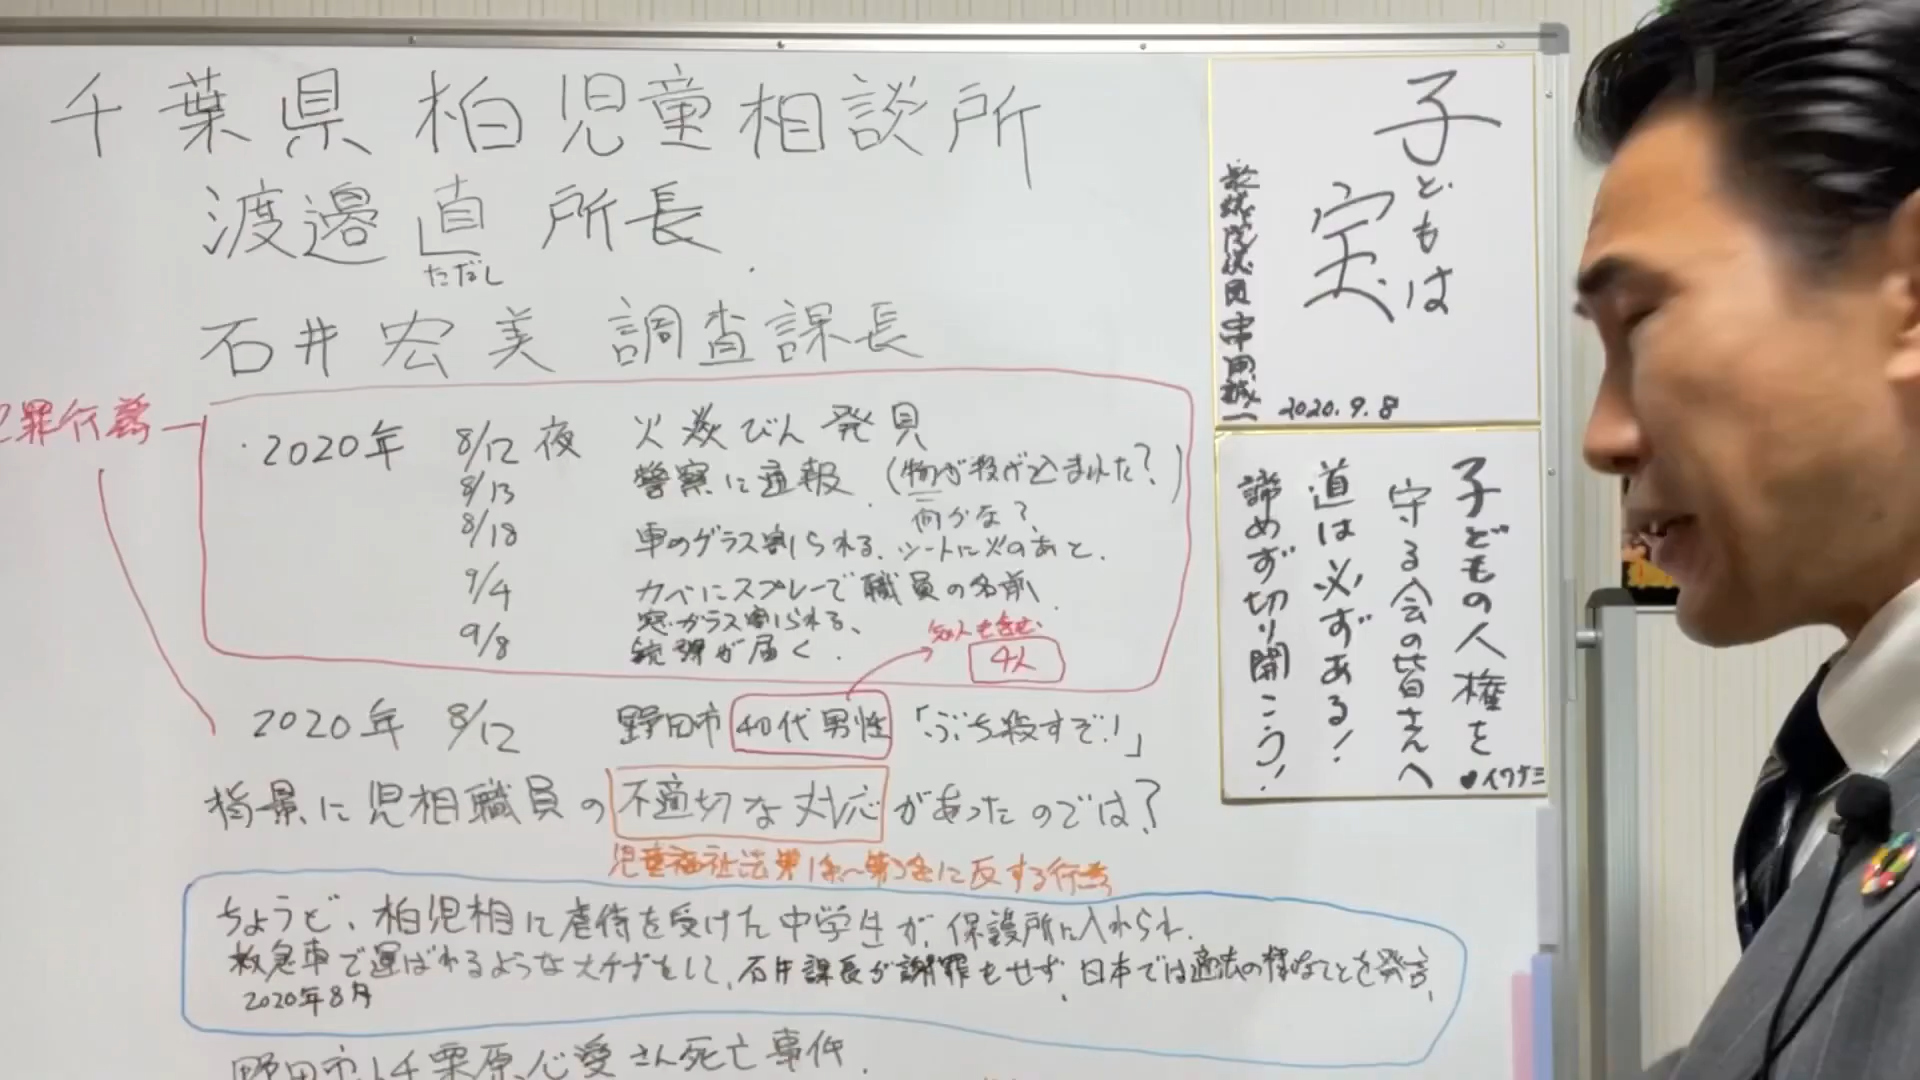 千葉県 柏児童相談所
渡邉 直 所長
ただし
石井 宏美 調査課長
犯罪行為
・2020年 8/12 夜 火炎びん発見
8/13 警察に通報 (物が投げ込まれた?)
何かな?
8/18 車のガラス割られる、シートに火のあと、
9/4 カベにスプレーで職員の名前
窓ガラス割られる、
9/8 銃弾が届く.
知人も含む
4人
2020年 8/12 野田市 40代男性 「ぶち殺すぞ!」
背景に児相職員の不適切な対応があったのでは?
児童福祉法第1条〜第3条に反する行為
ちょうど、柏児相に虐待を受けた中学生が、保護所に入れられ、
救急車で運ばれるような大ケガをして、石井課長が謝罪もせず、日本では適法の様なことを発言、
2020年8月
野田市小4栗原心愛さん死亡事件.
子どもは
宝
2020.9.8
子どもの人権を
守る会の皆さんへ
道は必ずある!
諦めず切り開こう!